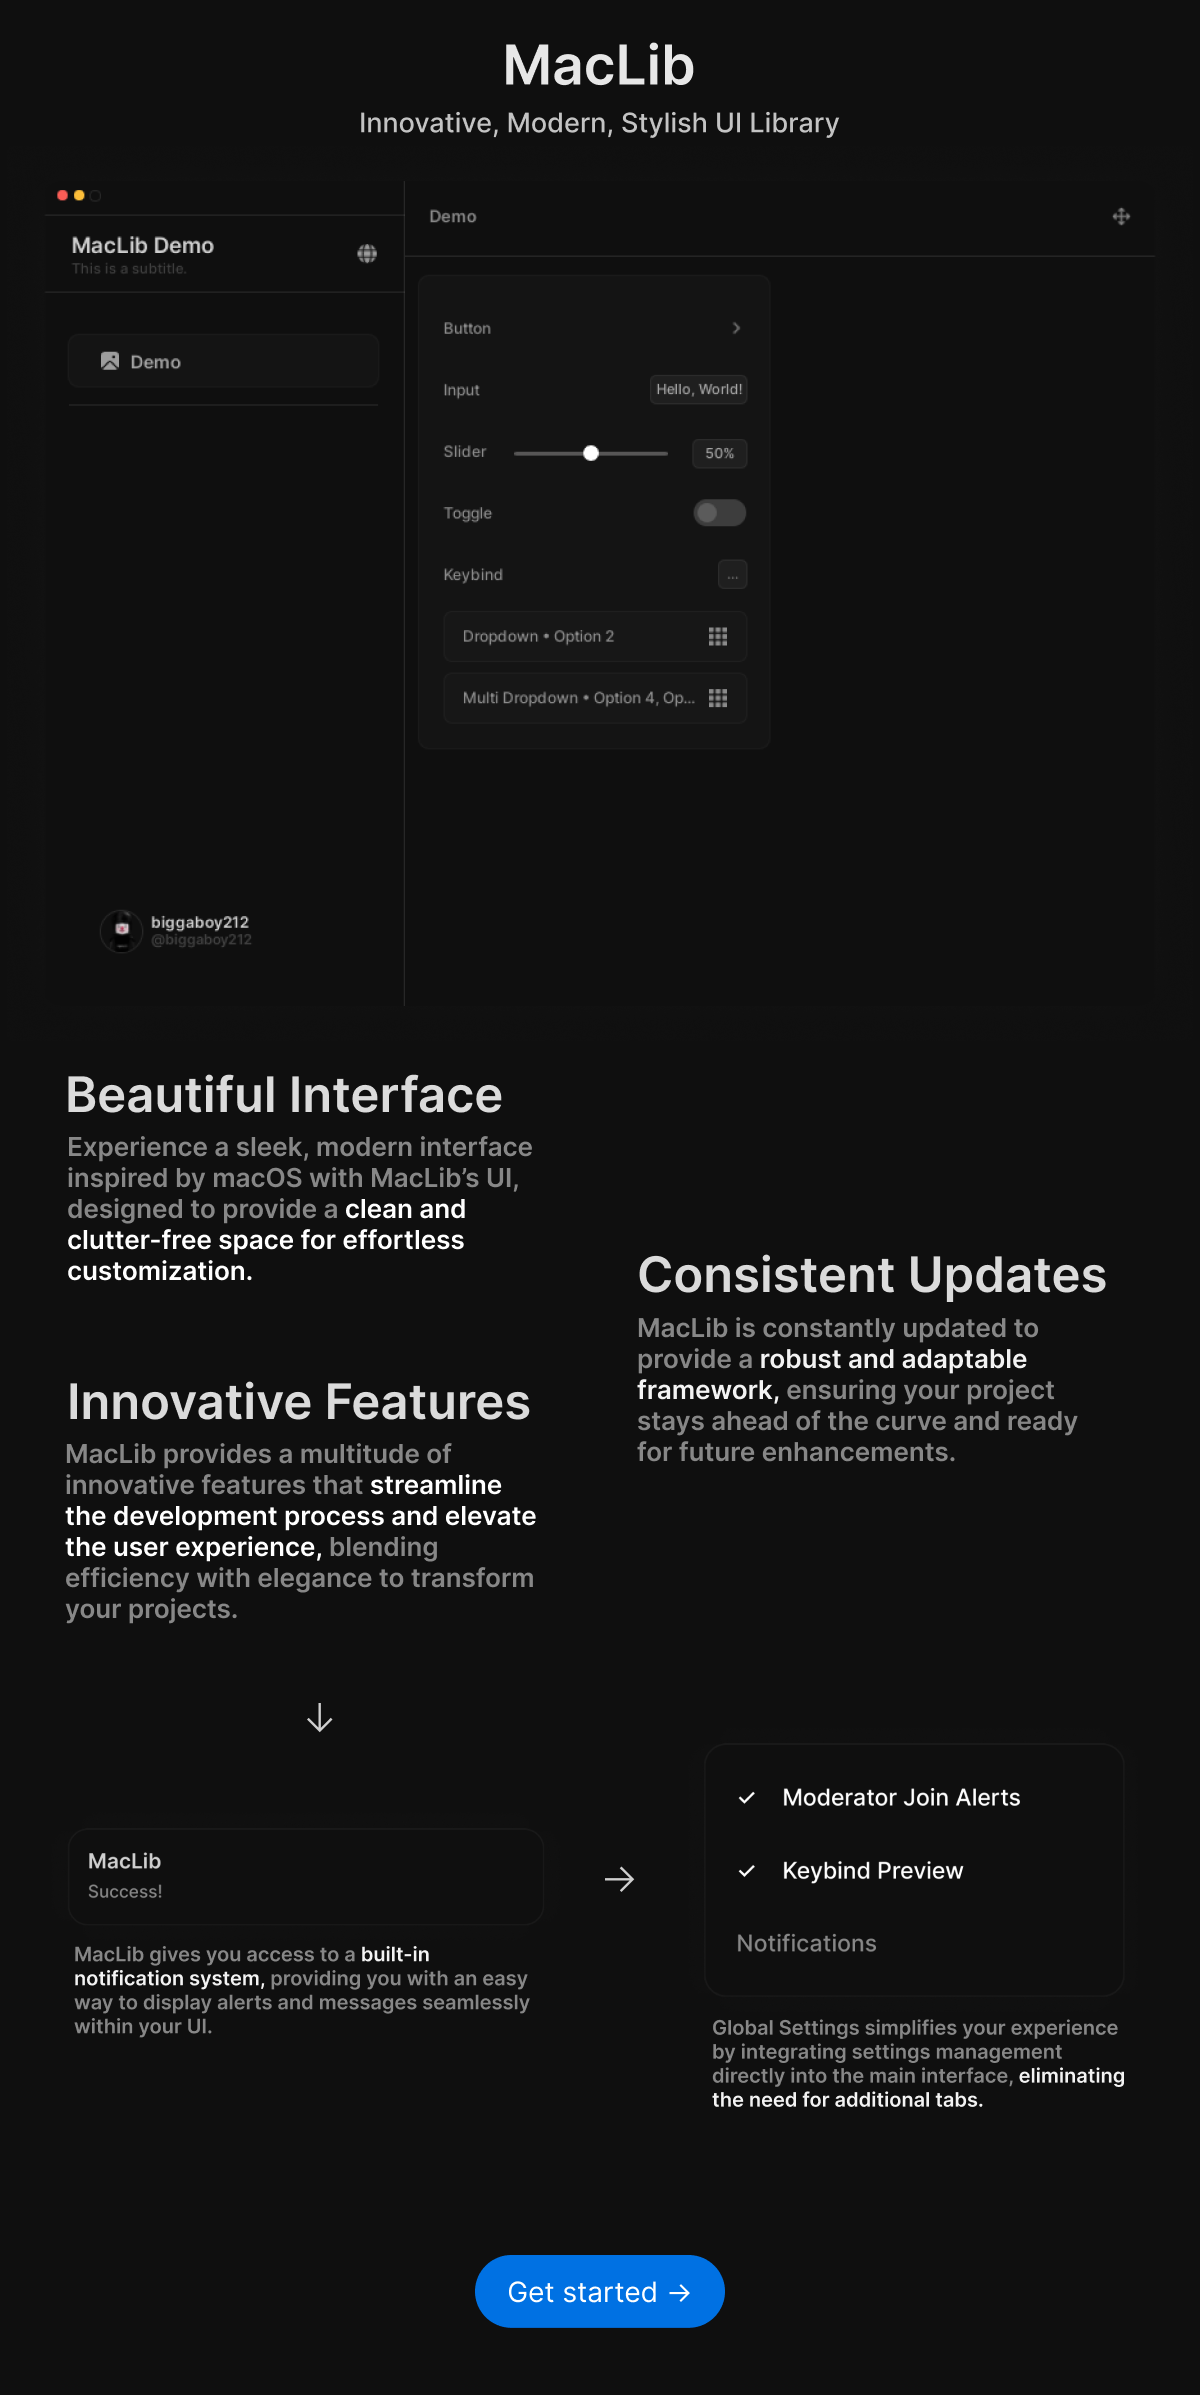 MacLib
Innovative, Modern, Stylish UI Library
MacLib Demo
This is a subtitle.
Demo
biggaboy212
@biggaboy212
Demo
Button
Input
Hello, World!
Slider
50%
Toggle
Keybind
...
Dropdown • Option 2
Multi Dropdown • Option 4, Op...
Beautiful Interface
Experience a sleek, modern interface
inspired by macOS with MacLib’s UI,
designed to provide a clean and
clutter-free space for effortless
customization.
Consistent Updates
MacLib is constantly updated to
provide a robust and adaptable
framework, ensuring your project
stays ahead of the curve and ready
for future enhancements.
Innovative Features
MacLib provides a multitude of
innovative features that streamline
the development process and elevate
the user experience, blending
efficiency with elegance to transform
your projects.
MacLib
Success!
MacLib gives you access to a built-in
notification system, providing you with an easy
way to display alerts and messages seamlessly
within your UI.
Moderator Join Alerts
Keybind Preview
Notifications
Global Settings simplifies your experience
by integrating settings management
directly into the main interface, eliminating
the need for additional tabs.
Get started →